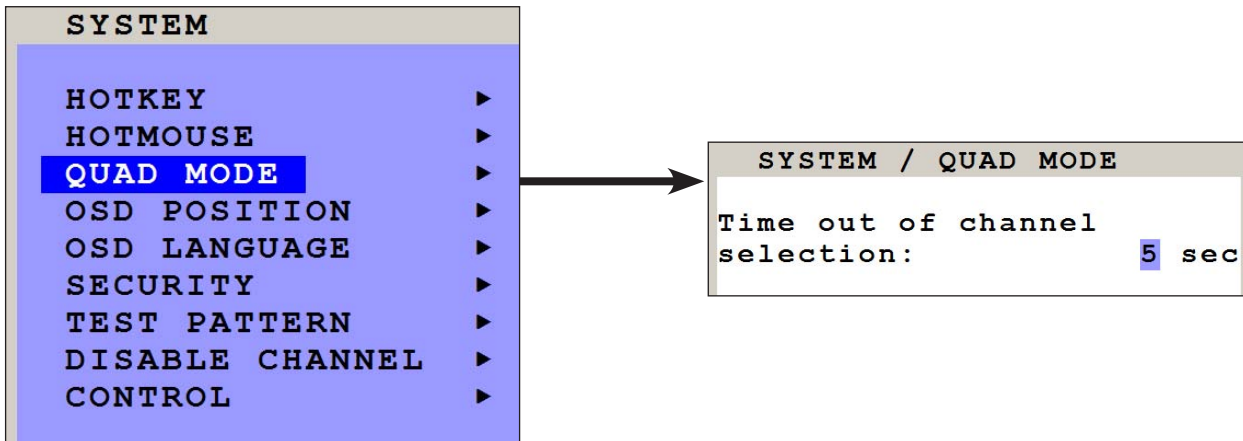 SYSTEM
HOTKEY ►
HOTMOUSE ►
QUAD MODE ►
OSD POSITION ►
OSD LANGUAGE ►
SECURITY ►
TEST PATTERN ►
DISABLE CHANNEL ►
CONTROL ►
SYSTEM / QUAD MODE
Time out of channel
selection: 5 sec